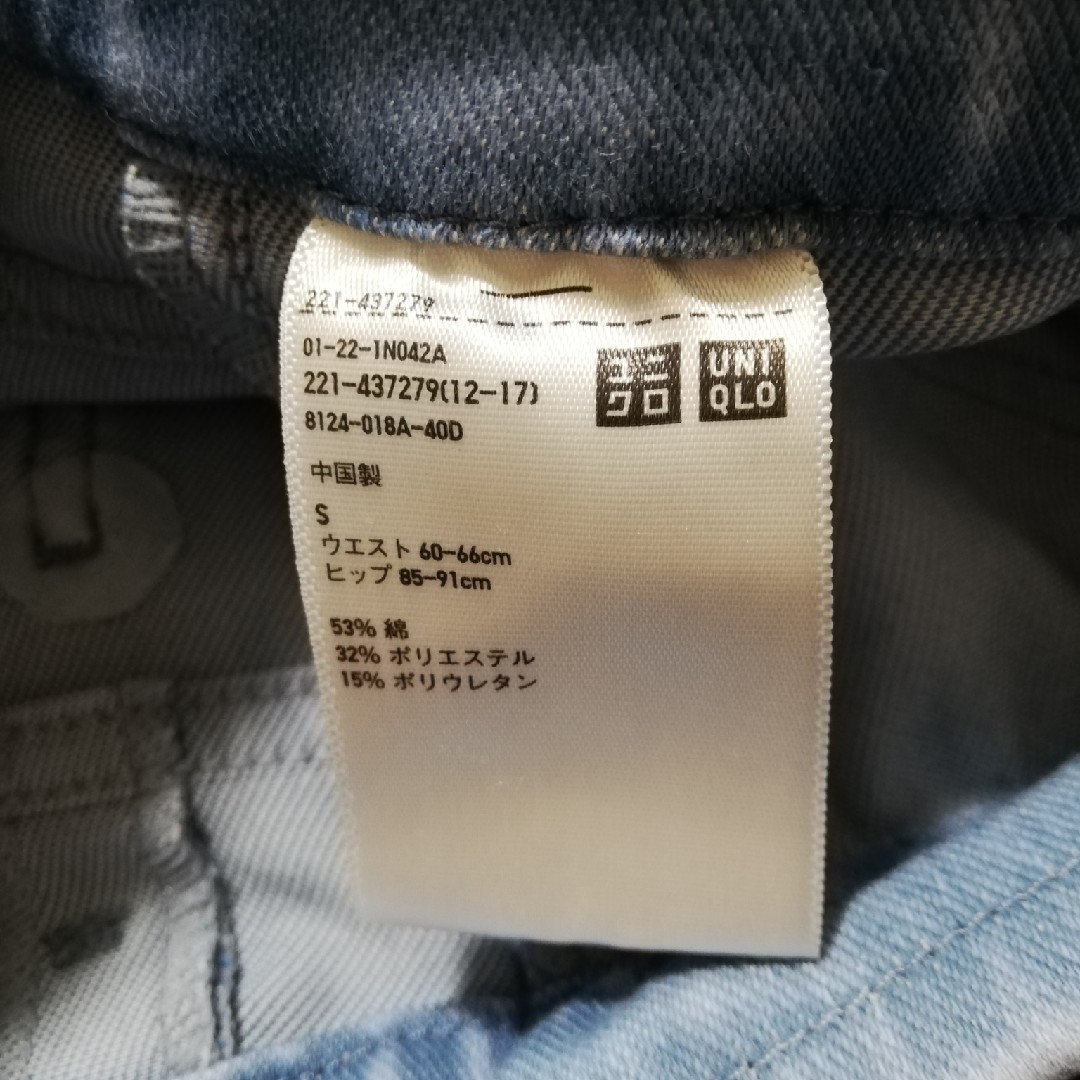 221-437279
01-22-1N042A
221-437279(12-17)
8124-018A-40D
ユニ
クロ
UNI
QLO
中国製
S
ウエスト 60-66cm
ヒップ 85-91cm
53% 綿
32% ポリエステル
15% ポリウレタン